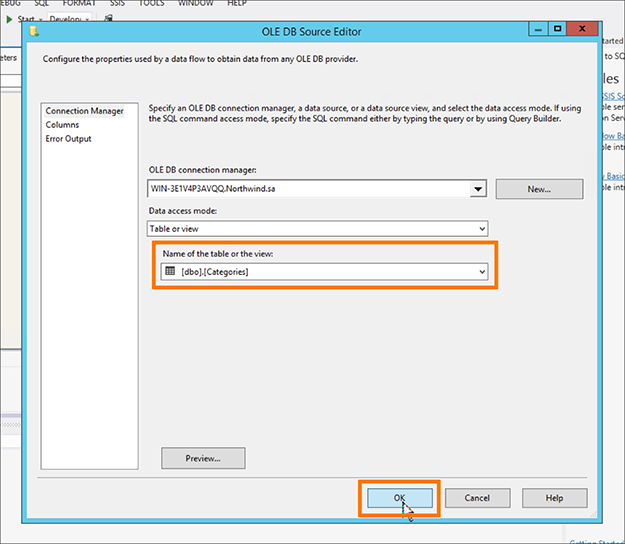 EBUG SQL FORMAT SSIS TOOLS WINDOW HELP
Start Develop
OLE DB Source Editor
Configure the properties used by a data flow to obtain data from any OLE DB provider.
Connection Manager
Columns
Error Output
Specify an OLE DB connection manager, a data source, or a data source view, and select the data access mode. If using
the SQL command access mode, specify the SQL command either by typing the query or by using Query Builder.
OLE DB connection manager:
WIN-3E1V4P3AVQQ.Northwind.sa
New...
Data access mode:
Table or view
Name of the table or the view:
[dbo].[Categories]
Preview...
OK
Cancel
Help
meters
tarted
to SQ
les
SSIS So
ple ser
on Serv
ow Bas
ple intr
y Basic
ple intr
Getting Started